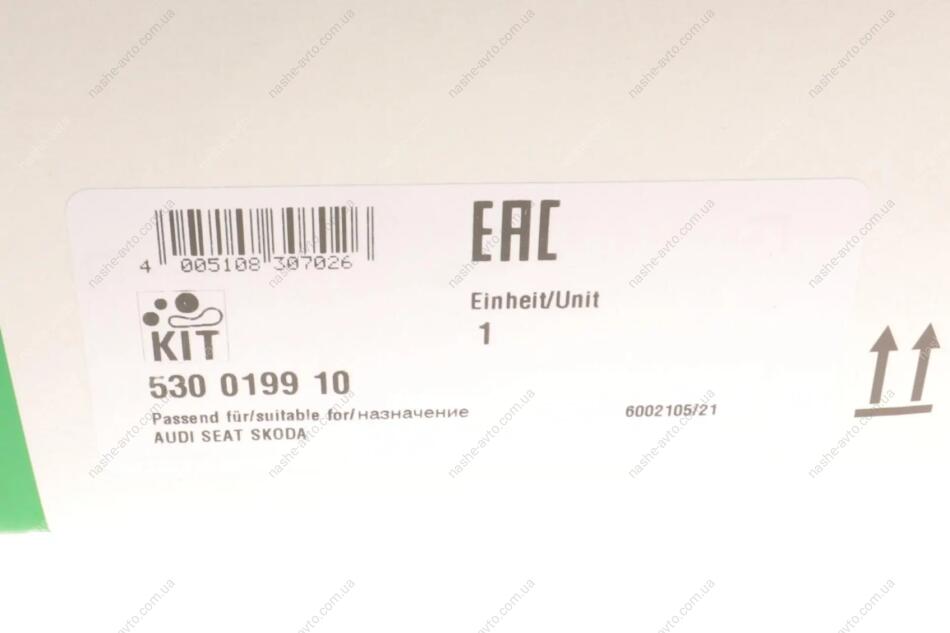 4 005108 307026
EAC
Einheit/Unit
1
KIT
530 0199 10
Passend für/suitable for/назначение
AUDI SEAT SKODA
6002105/21
nashe-avto.com.ua